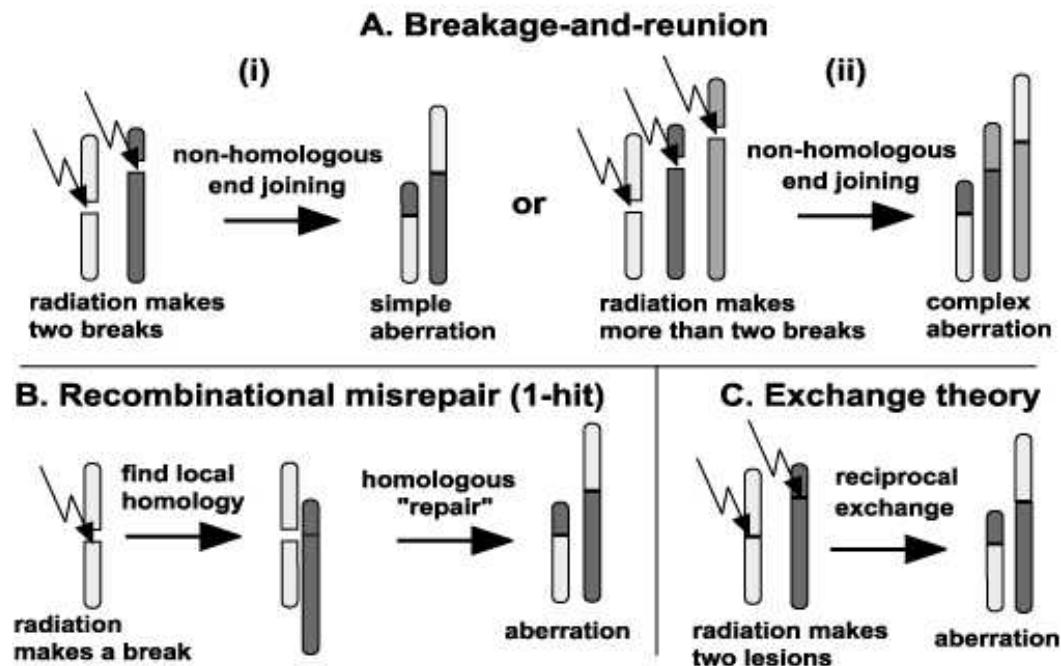 A. Breakage-and-reunion
(i)
non-homologous
end joining
radiation makes
two breaks
simple
aberration
or
(ii)
non-homologous
end joining
radiation makes
more than two breaks
complex
aberration
B. Recombinational misrepair (1-hit)
find local
homology
homologous
"repair"
radiation
makes a break
aberration
C. Exchange theory
reciprocal
exchange
radiation makes
two lesions
aberration